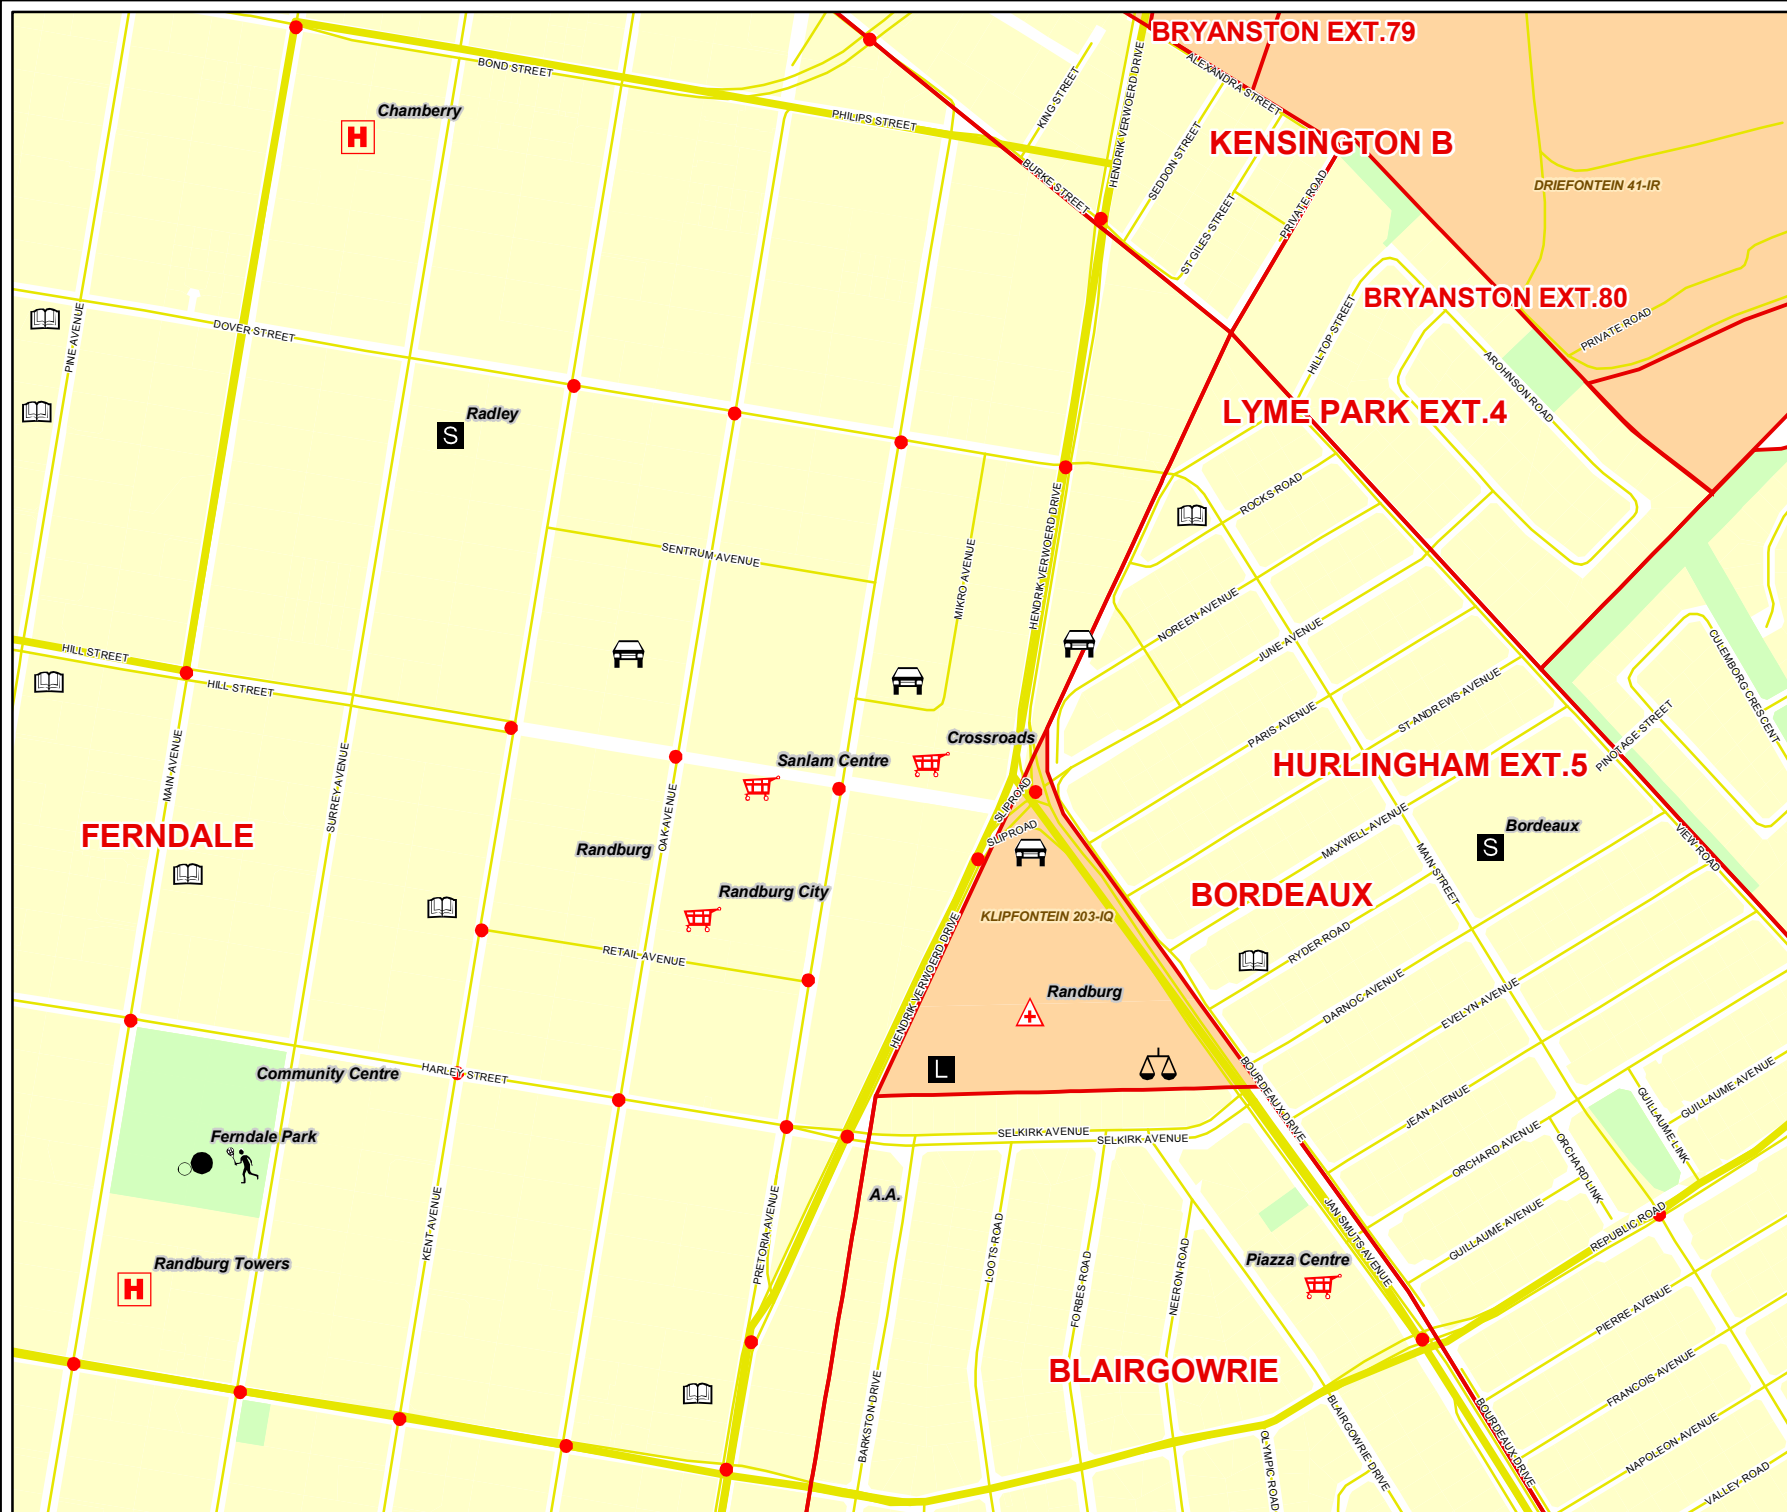 BRYANSTON EXT.79
BOND STREET
ALEXANDRA STREET
HENDRIK VERWOERD DRIVE
KING STREET
Chamberry
H
PHILIPS STREET
KENSINGTON B
SEDDON STREET
BURKE STREET
PRIVATE ROAD
DRIEFONTEIN 41-IR
ST GILES STREET
BRYANSTON EXT.80
PINE AVENUE
DOVER STREET
HILLTOP STREET
PRIVATE ROAD
AROHNSON ROAD
Radley
S
LYME PARK EXT.4
ROCKS ROAD
HENDRIK VERWOERD DRIVE
SENTRUM AVENUE
MIKRO AVENUE
NOREEN AVENUE
JUNE AVENUE
HILL STREET
HILL STREET
CULEMBORG CRESCENT
ST ANDREWS AVENUE
PARIS AVENUE
PINOTAGE STREET
Crossroads
Sanlam Centre
HURLINGHAM EXT.5
MAIN AVENUE
SURREY AVENUE
OAK AVENUE
SLIPROAD
SLIPROAD
FERNDALE
Randburg
MAXWELL AVENUE
Bordeaux
S
VIEW ROAD
MAIN STREET
Randburg City
BORDEAUX
KLIPFONTEIN 203-IQ
HENDRIK VERWOERD DRIVE
RETAIL AVENUE
RYDER ROAD
Randburg
DARNOC AVENUE
EVELYN AVENUE
Community Centre
HARLEY STREET
L
BOURDEAUX DRIVE
JEAN AVENUE
GUILLAUME AVENUE
GUILLAUME LINK
Ferndale Park
SELKIRK AVENUE
SELKIRK AVENUE
ORCHARD AVENUE
ORCHARD LINK
A.A.
KENT AVENUE
PRETORIA AVENUE
LOOTS ROAD
FORBES ROAD
NEERON ROAD
JAN SMUTS AVENUE
GUILLAUME AVENUE
REPUBLIC ROAD
Randburg Towers
H
Piazza Centre
PIERRE AVENUE
BLAIRGOWRIE
BARKSTON DRIVE
FRANCOIS AVENUE
BLAIRGOWRIE DRIVE
BOURDEAUX DRIVE
OLYMPIC ROAD
NAPOLEON AVENUE
VALLEY ROAD